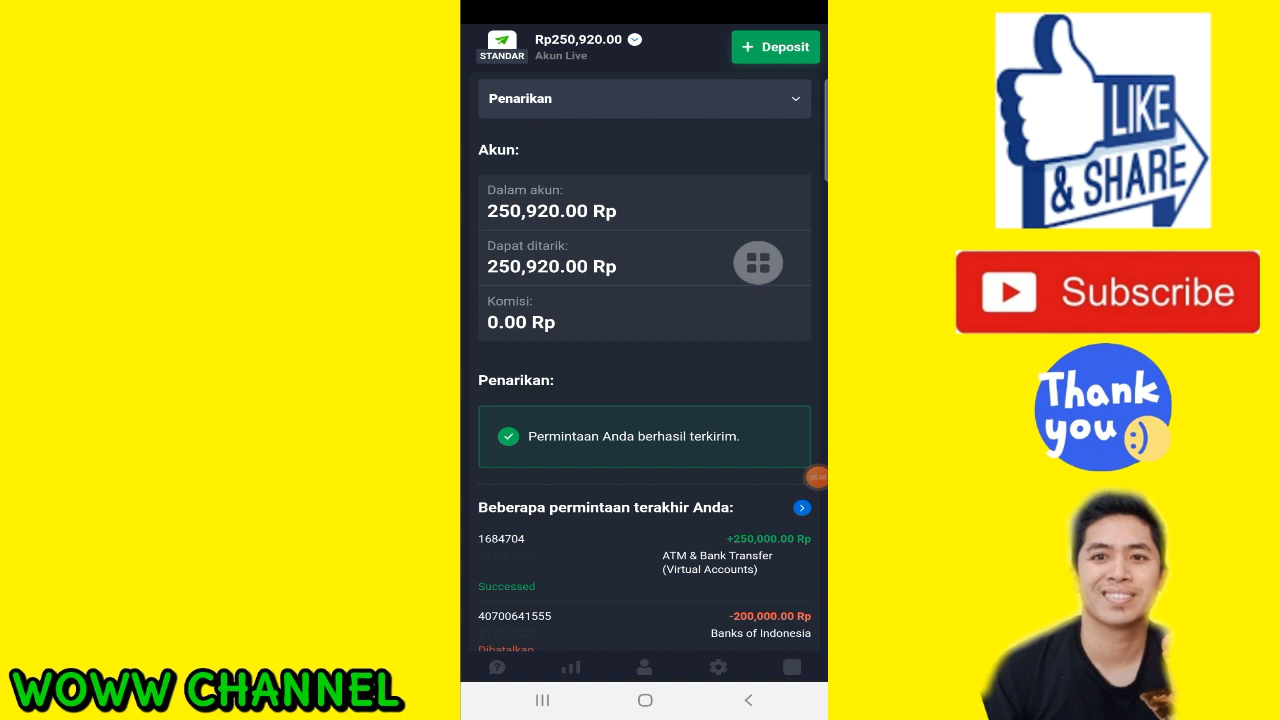 STANDAR
Rp250,920.00
Akun Live
+ Deposit
Penarikan
Akun:
Dalam akun:
250,920.00 Rp
Dapat ditarik:
250,920.00 Rp
Komisi:
0.00 Rp
Penarikan:
Permintaan Anda berhasil terkirim.
Beberapa permintaan terakhir Anda:
1684704
+250,000.00 Rp
ATM & Bank Transfer
(Virtual Accounts)
Successed
40700641555
-200,000.00 Rp
Banks of Indonesia
Dibatalkan
LIKE
& SHARE
Subscribe
Thank
you
WOWW CHANNEL